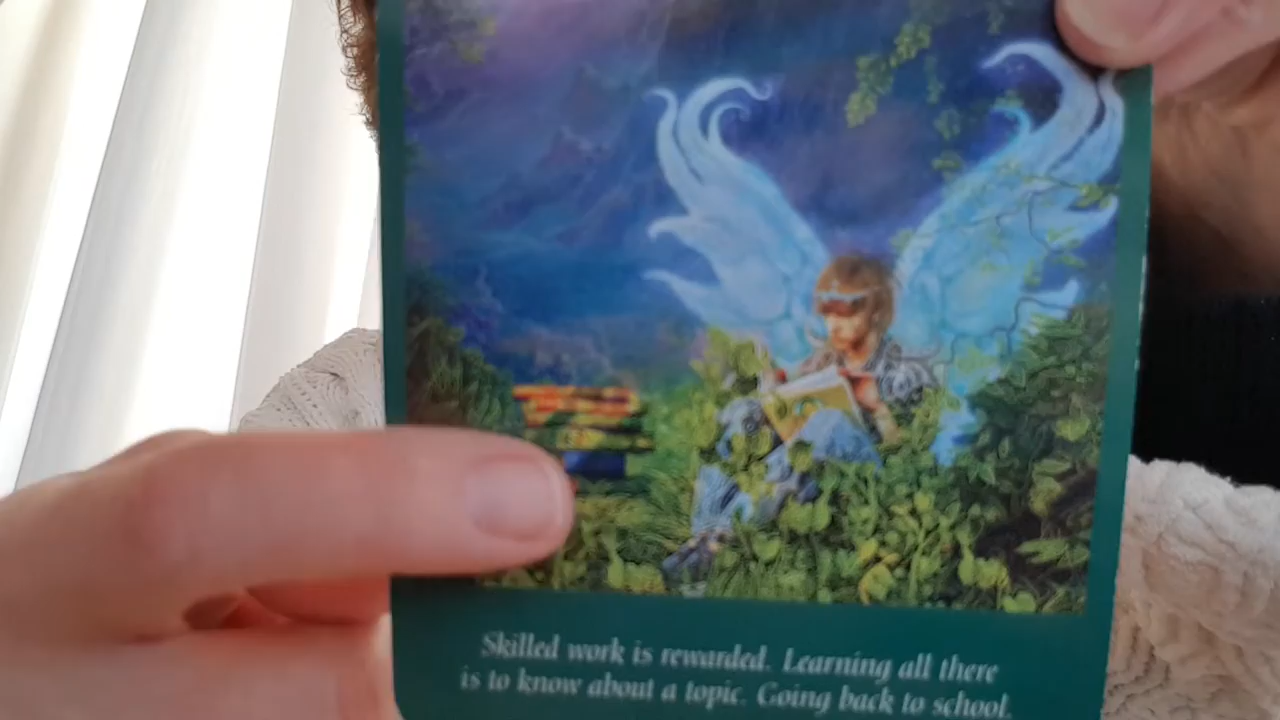 Skilled work is rewarded. Learning all there
is to know about a topic. Going back to school.